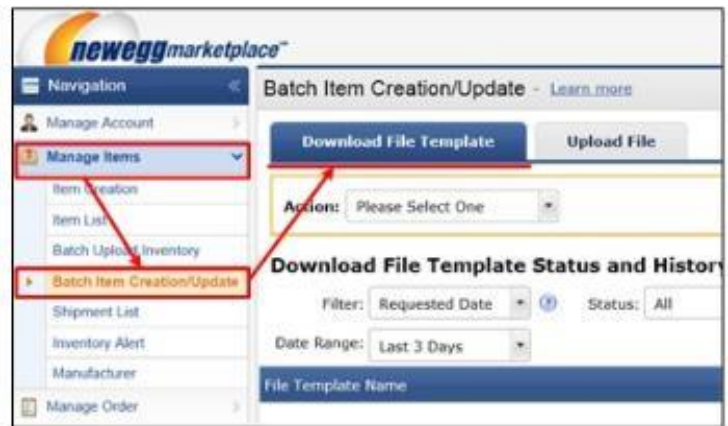 neweggmarketplace
Navigation
Manage Account
Manage Items
Item Creation
Item List
Batch Upload Inventory
Batch Item Creation/Update
Shipment List
Inventory Alert
Manufacturer
Manage Order
Batch Item Creation/Update - Learn more
Download File Template
Upload File
Action: Please Select One
Download File Template Status and History
Filter: Requested Date Status: All
Date Range: Last 3 Days
File Template Name